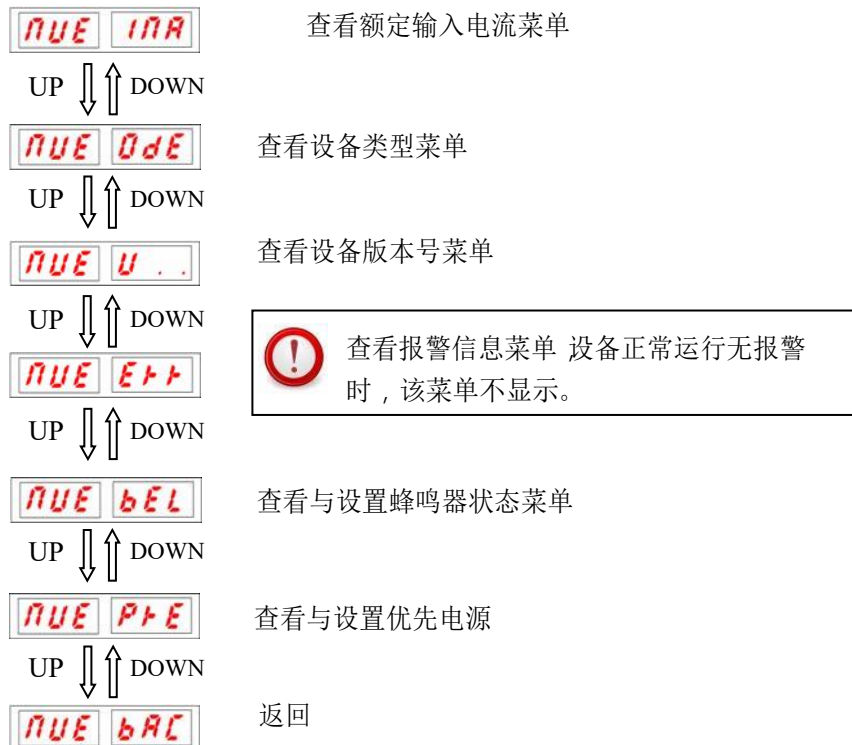 NUE INA 查看额定输入电流菜单
UP DOWN
NUE OdE 查看设备类型菜单
UP DOWN
NUE U . . 查看设备版本号菜单
UP DOWN
查看报警信息菜单 设备正常运行无报警
时，该菜单不显示。
NUE Err
UP DOWN
NUE bEL 查看与设置蜂鸣器状态菜单
UP DOWN
NUE PrE 查看与设置优先电源
UP DOWN
NUE bAC 返回